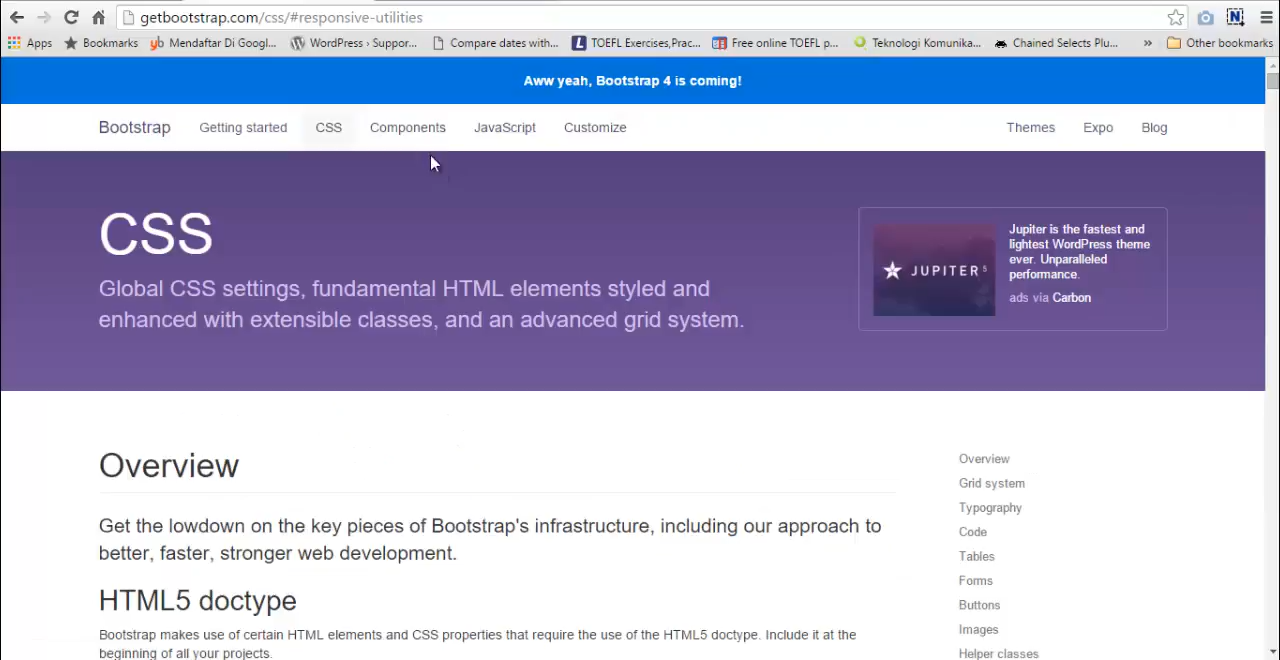 getbootstrap.com/css/#responsive-utilities
Apps Bookmarks Mendaftar Di Googl... WordPress › Suppor... Compare dates with... TOEFL Exercises,Prac... Free online TOEFL p... Teknologi Komunika... Chained Selects Plu... » Other bookmarks
Aww yeah, Bootstrap 4 is coming!
Bootstrap Getting started CSS Components JavaScript Customize Themes Expo Blog
CSS
Global CSS settings, fundamental HTML elements styled and
enhanced with extensible classes, and an advanced grid system.
JUPITER 5
Jupiter is the fastest and
lightest WordPress theme
ever. Unparalleled
performance.
ads via Carbon
Overview
Get the lowdown on the key pieces of Bootstrap's infrastructure, including our approach to
better, faster, stronger web development.
HTML5 doctype
Bootstrap makes use of certain HTML elements and CSS properties that require the use of the HTML5 doctype. Include it at the
beginning of all your projects.
Overview
Grid system
Typography
Code
Tables
Forms
Buttons
Images
Helper classes